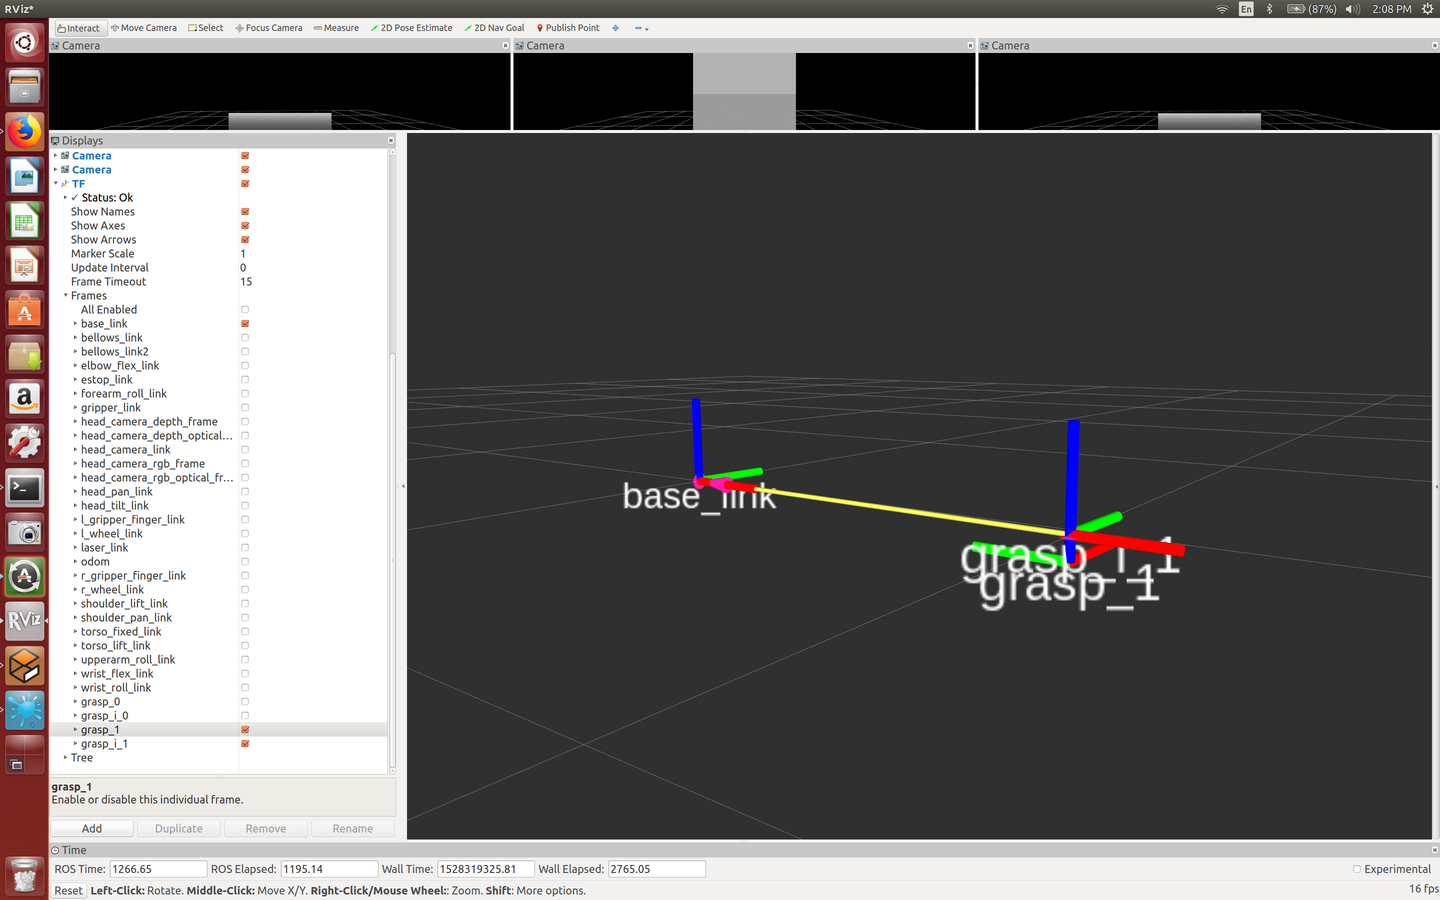 RViz*
En
(87%)
2:08 PM
Interact
Move Camera
Select
Focus Camera
Measure
2D Pose Estimate
2D Nav Goal
Publish Point
Camera
Camera
Camera
Displays
Camera
Camera
TF
Status: Ok
Show Names
Show Axes
Show Arrows
Marker Scale 1
Update Interval 0
Frame Timeout 15
Frames
All Enabled
base_link
bellows_link
bellows_link2
elbow_flex_link
estop_link
forearm_roll_link
gripper_link
head_camera_depth_frame
head_camera_depth_optical...
head_camera_link
head_camera_rgb_frame
head_camera_rgb_optical_fr...
head_pan_link
head_tilt_link
l_gripper_finger_link
l_wheel_link
laser_link
odom
r_gripper_finger_link
r_wheel_link
shoulder_lift_link
shoulder_pan_link
torso_fixed_link
torso_lift_link
upperarm_roll_link
wrist_flex_link
wrist_roll_link
grasp_0
grasp_i_0
grasp_1
grasp_i_1
Tree
grasp_1
Enable or disable this individual frame.
Add
Duplicate
Remove
Rename
base_link
grasp_i_1
grasp_1
RViz
Time
ROS Time: 1266.65 ROS Elapsed: 1195.14 Wall Time: 1528319325.81 Wall Elapsed: 2765.05
Experimental
Reset Left-Click: Rotate. Middle-Click: Move X/Y. Right-Click/Mouse Wheel:: Zoom. Shift: More options.
16 fps